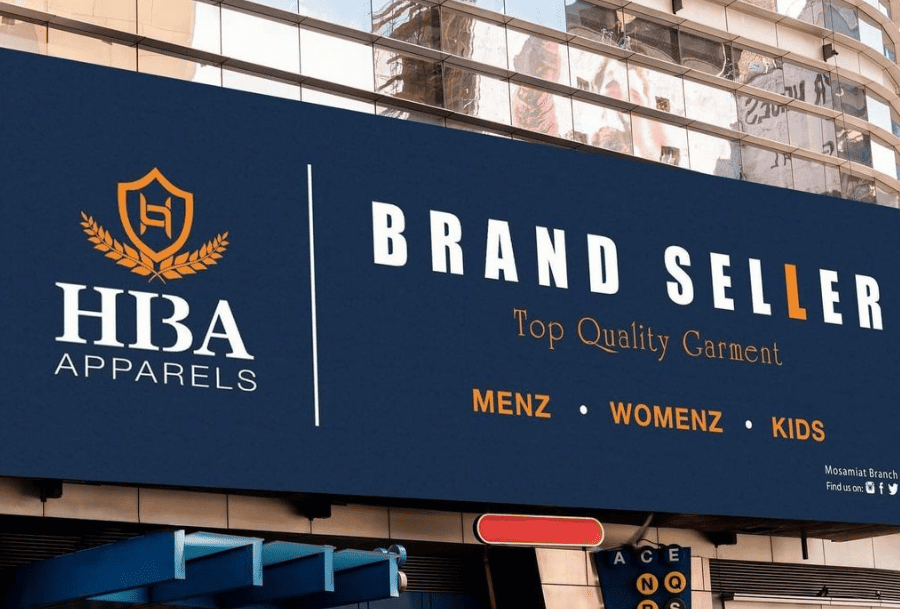 HBA
APPARELS
BRAND SELLER
Top Quality Garment
MENZ • WOMENZ • KIDS
Mosamiat Branch
Find us on:
A C E
N Q